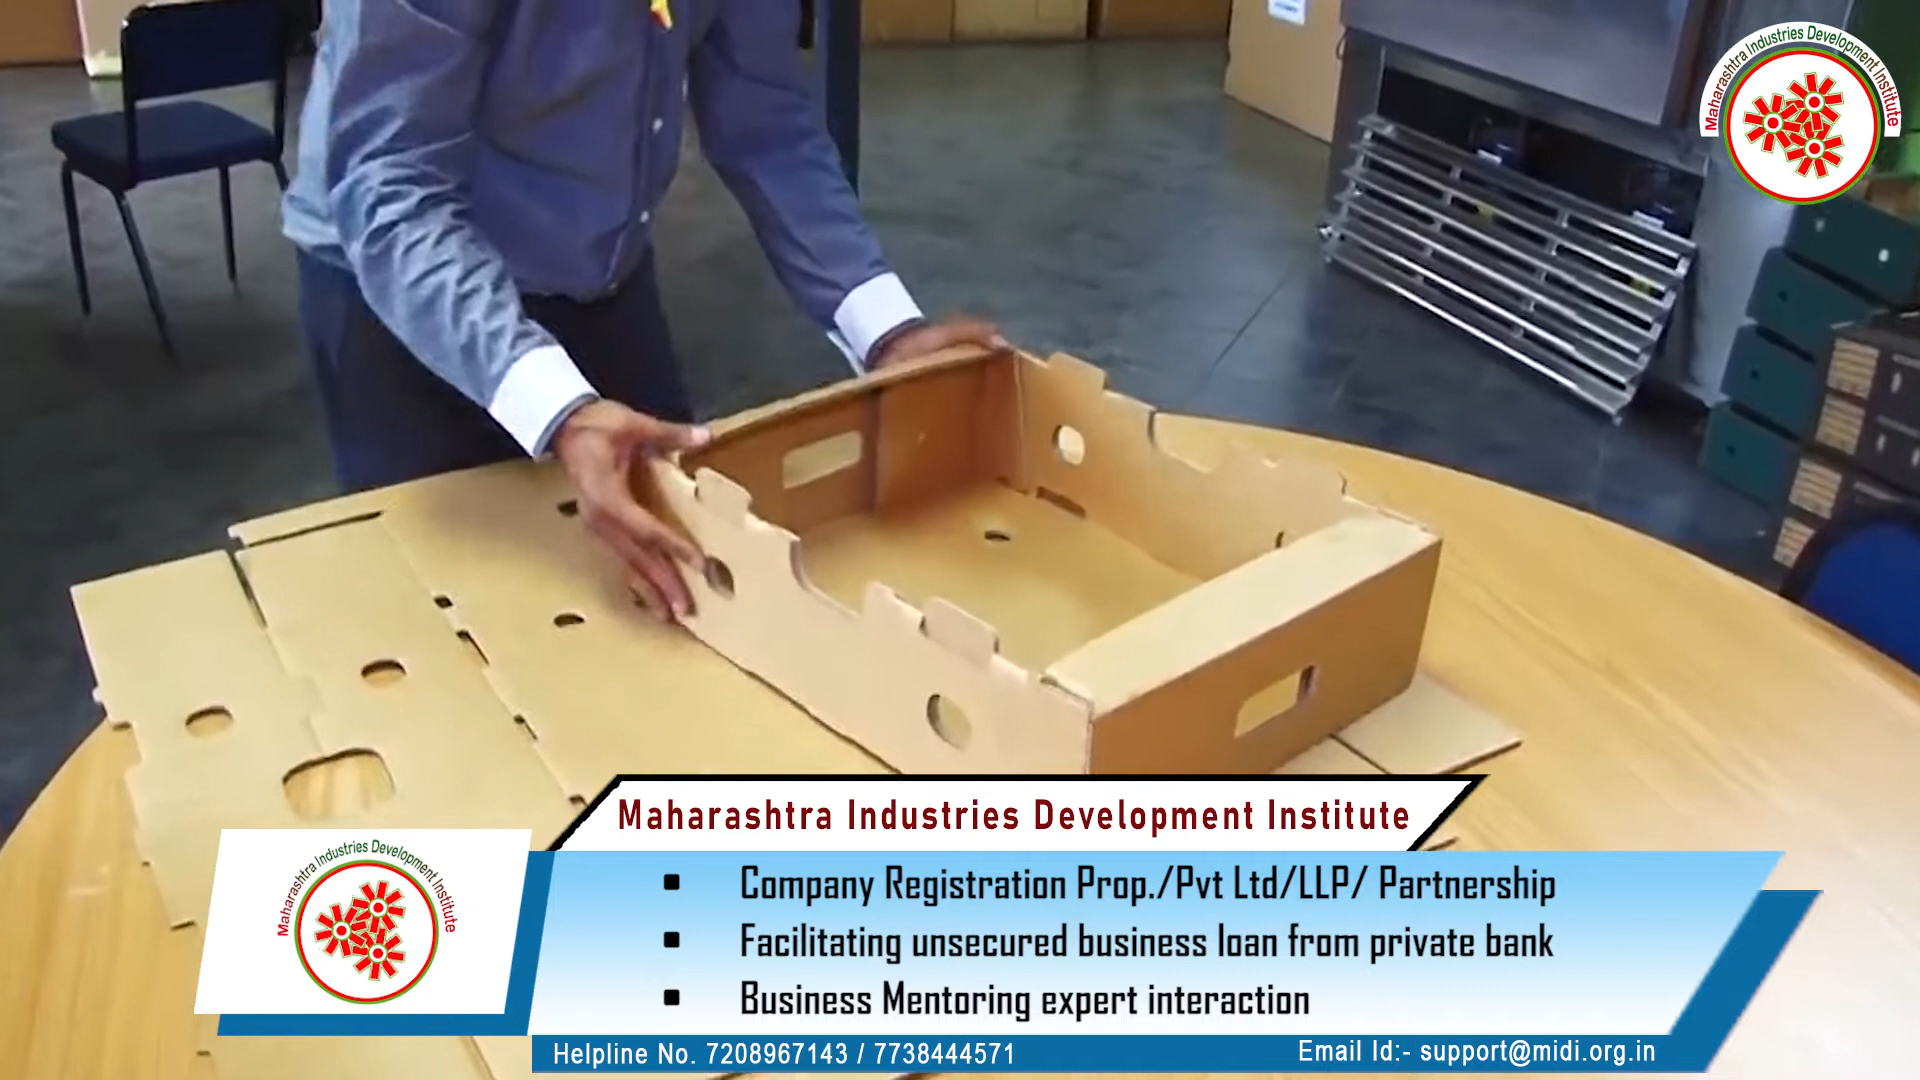 Maharashtra Industries Development Institute
Maharashtra Industries Development Institute
Maharashtra Industries Development Institute
▪ Company Registration Prop./Pvt Ltd/LLP/ Partnership
▪ Facilitating unsecured business loan from private bank
▪ Business Mentoring expert interaction
Helpline No. 7208967143 / 7738444571
Email Id:- support@midi.org.in